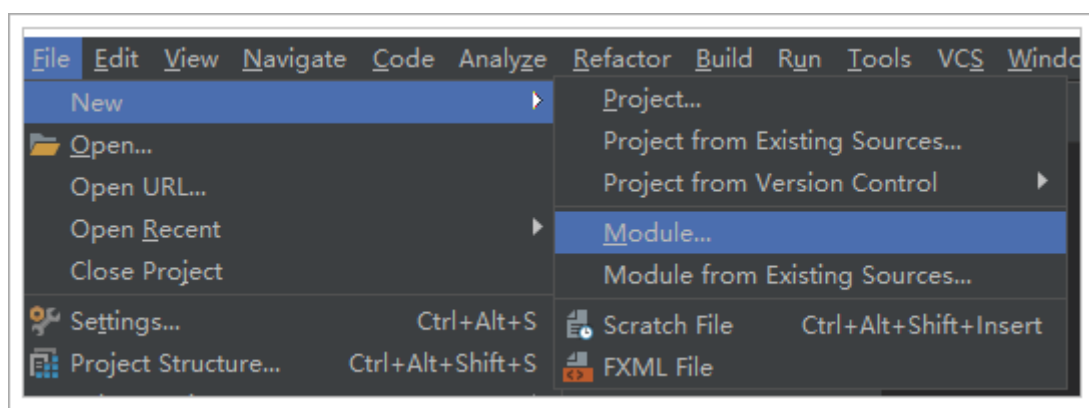 File Edit View Navigate Code Analyze Refactor Build Run Tools VCS Windo
New
Open...
Open URL...
Open Recent
Close Project
Settings... Ctrl+Alt+S
Project Structure... Ctrl+Alt+Shift+S
Project...
Project from Existing Sources...
Project from Version Control
Module...
Module from Existing Sources...
Scratch File Ctrl+Alt+Shift+Insert
FXML File